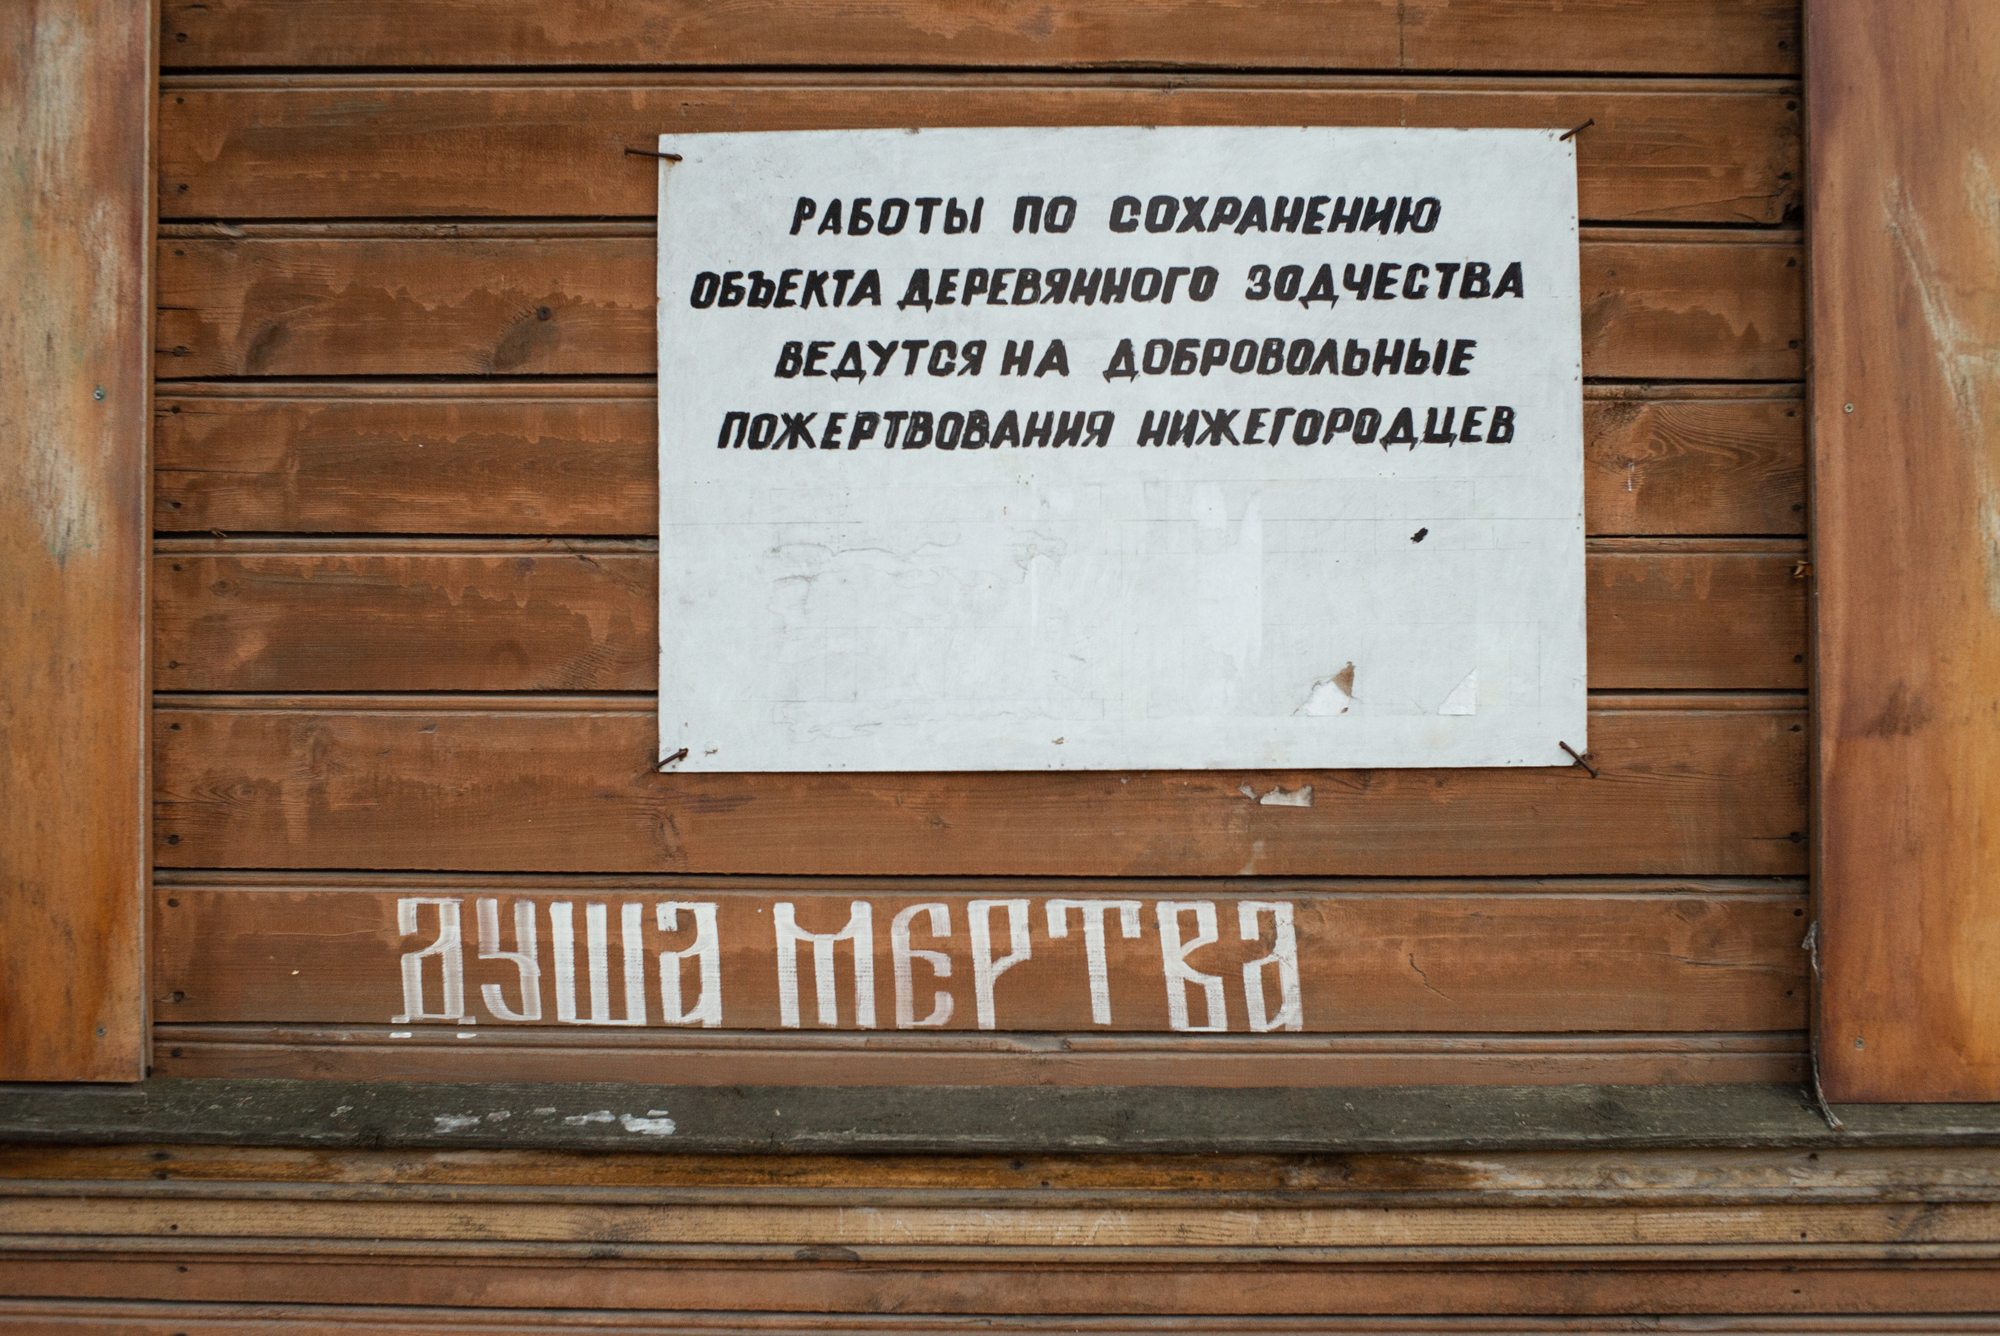 РАБОТЫ ПО СОХРАНЕНИЮ
ОБЪЕКТА ДЕРЕВЯННОГО ЗОДЧЕСТВА
ВЕДУТСЯ НА ДОБРОВОЛЬНЫЕ
ПОЖЕРТВОВАНИЯ НИЖЕГОРОДЦЕВ
ДУША МЕРТВА